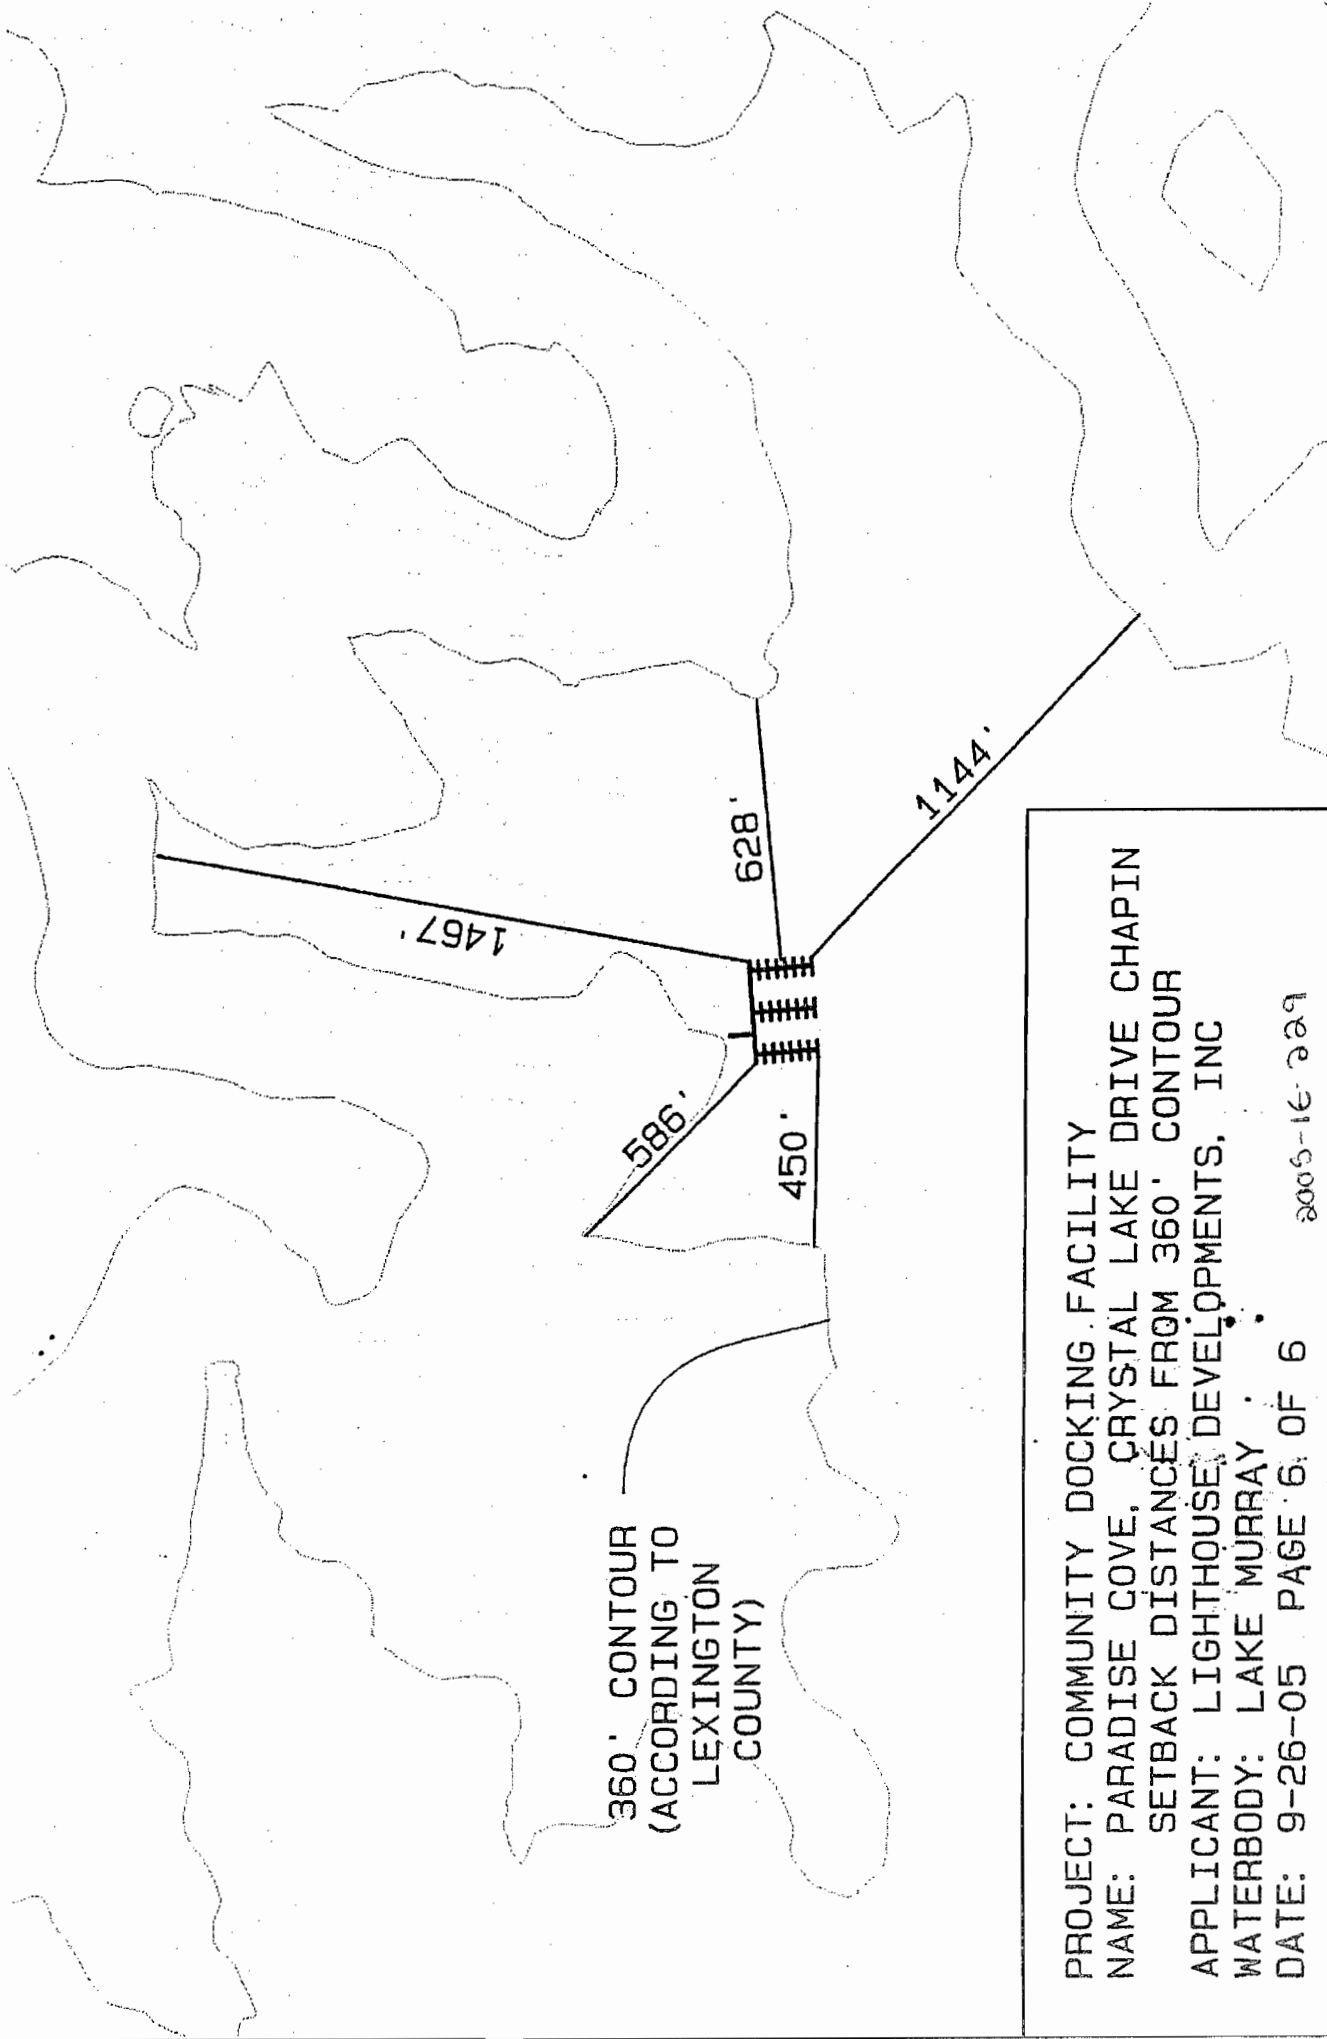 1467'
628'
586'
450'
1144'
360' CONTOUR
(ACCORDING TO
LEXINGTON
COUNTY)
PROJECT: COMMUNITY DOCKING FACILITY
NAME: PARADISE COVE, CRYSTAL LAKE DRIVE CHAPIN
SETBACK DISTANCES FROM 360' CONTOUR
APPLICANT: LIGHTHOUSE DEVELOPMENTS, INC
WATERBODY: LAKE MURRAY
DATE: 9-26-05 PAGE 6 OF 6 2005-1E-229